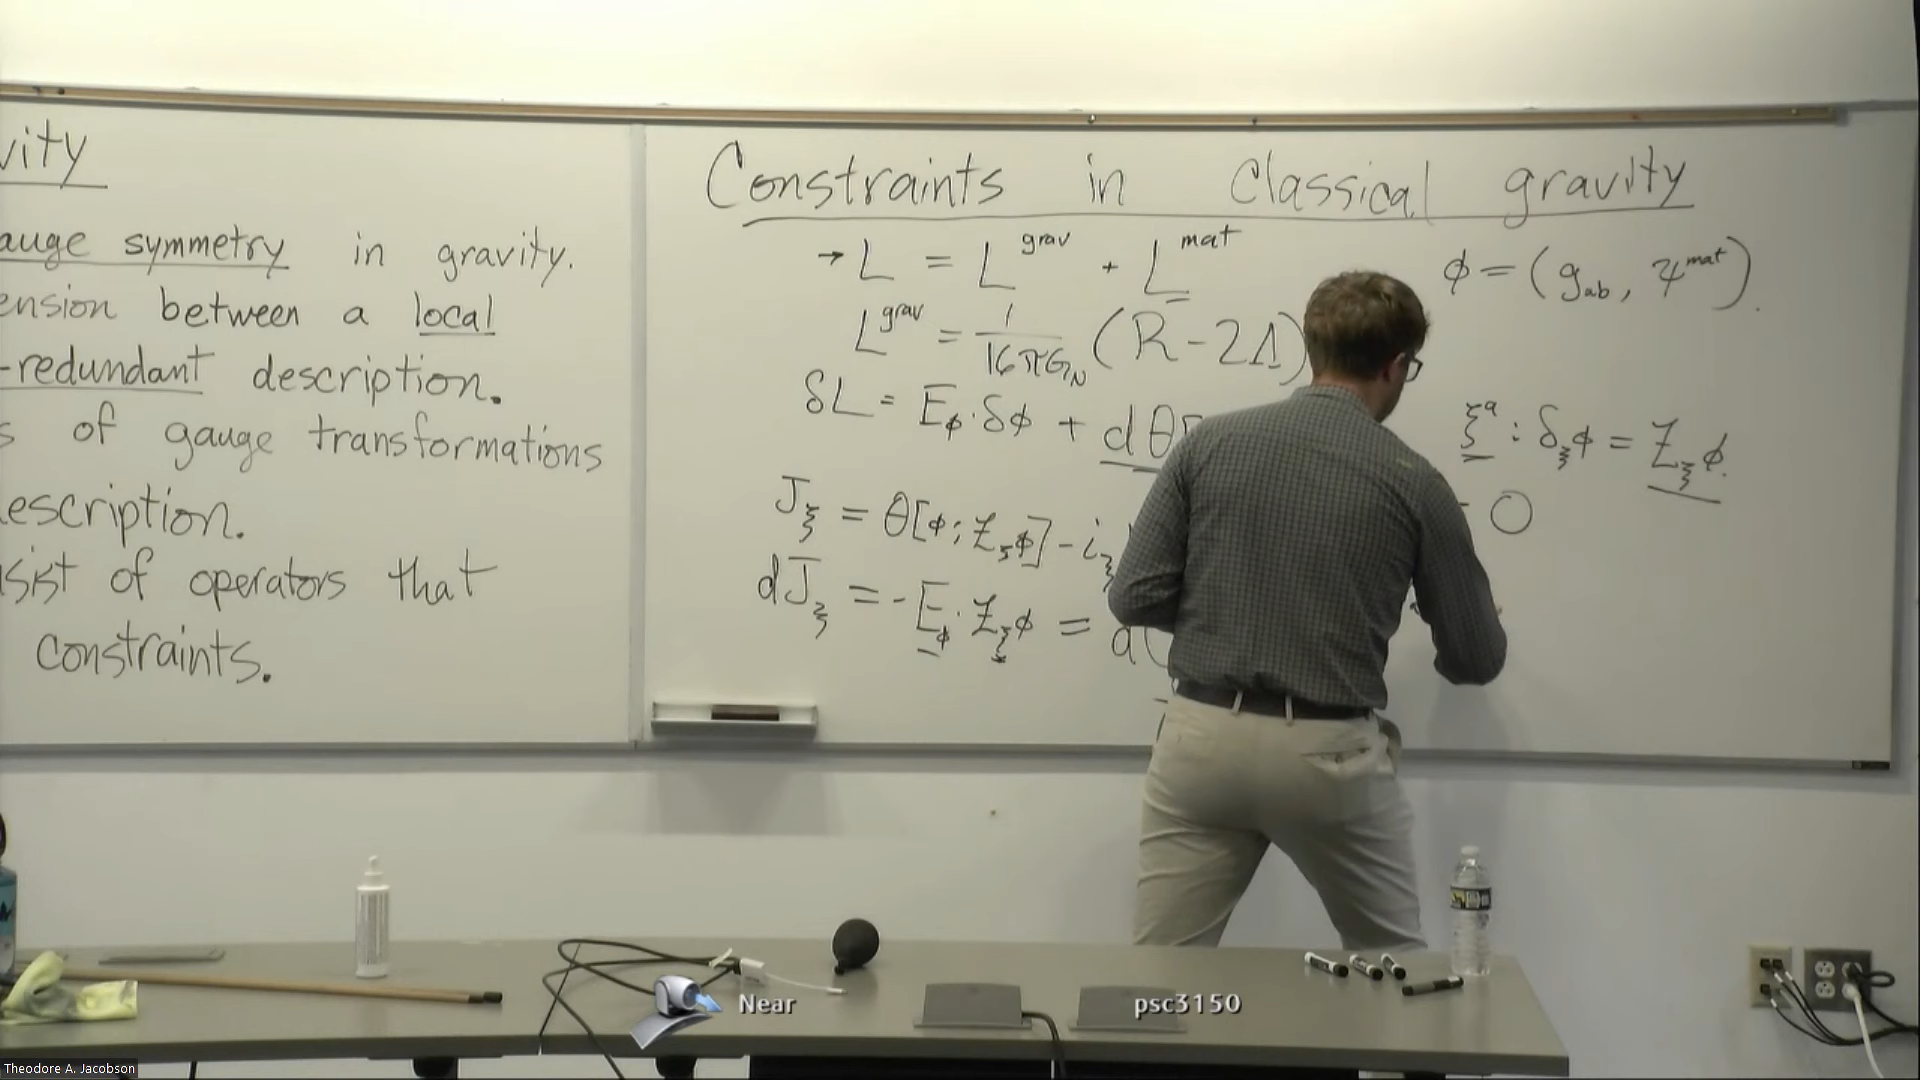 vity
auge symmetry in gravity.
ension between a local
-redundant description.
s of gauge transformations
escription.
sist of operators that
constraints.
Constraints in Classical gravity
→ L = L^grav + L^mat
φ = (g_ab, ψ^mat).
L^grav = 1/16πG_N (R - 2Λ)
δL = E_φ · δφ + dθ[
ξ^a : δ_ξ φ = £_ξ φ.
J_ξ = θ[φ; £_ξ φ] - i_ξ
= 0
dJ_ξ = - E_φ · £_ξ φ = d
Near
psc3150
Theodore A. Jacobson